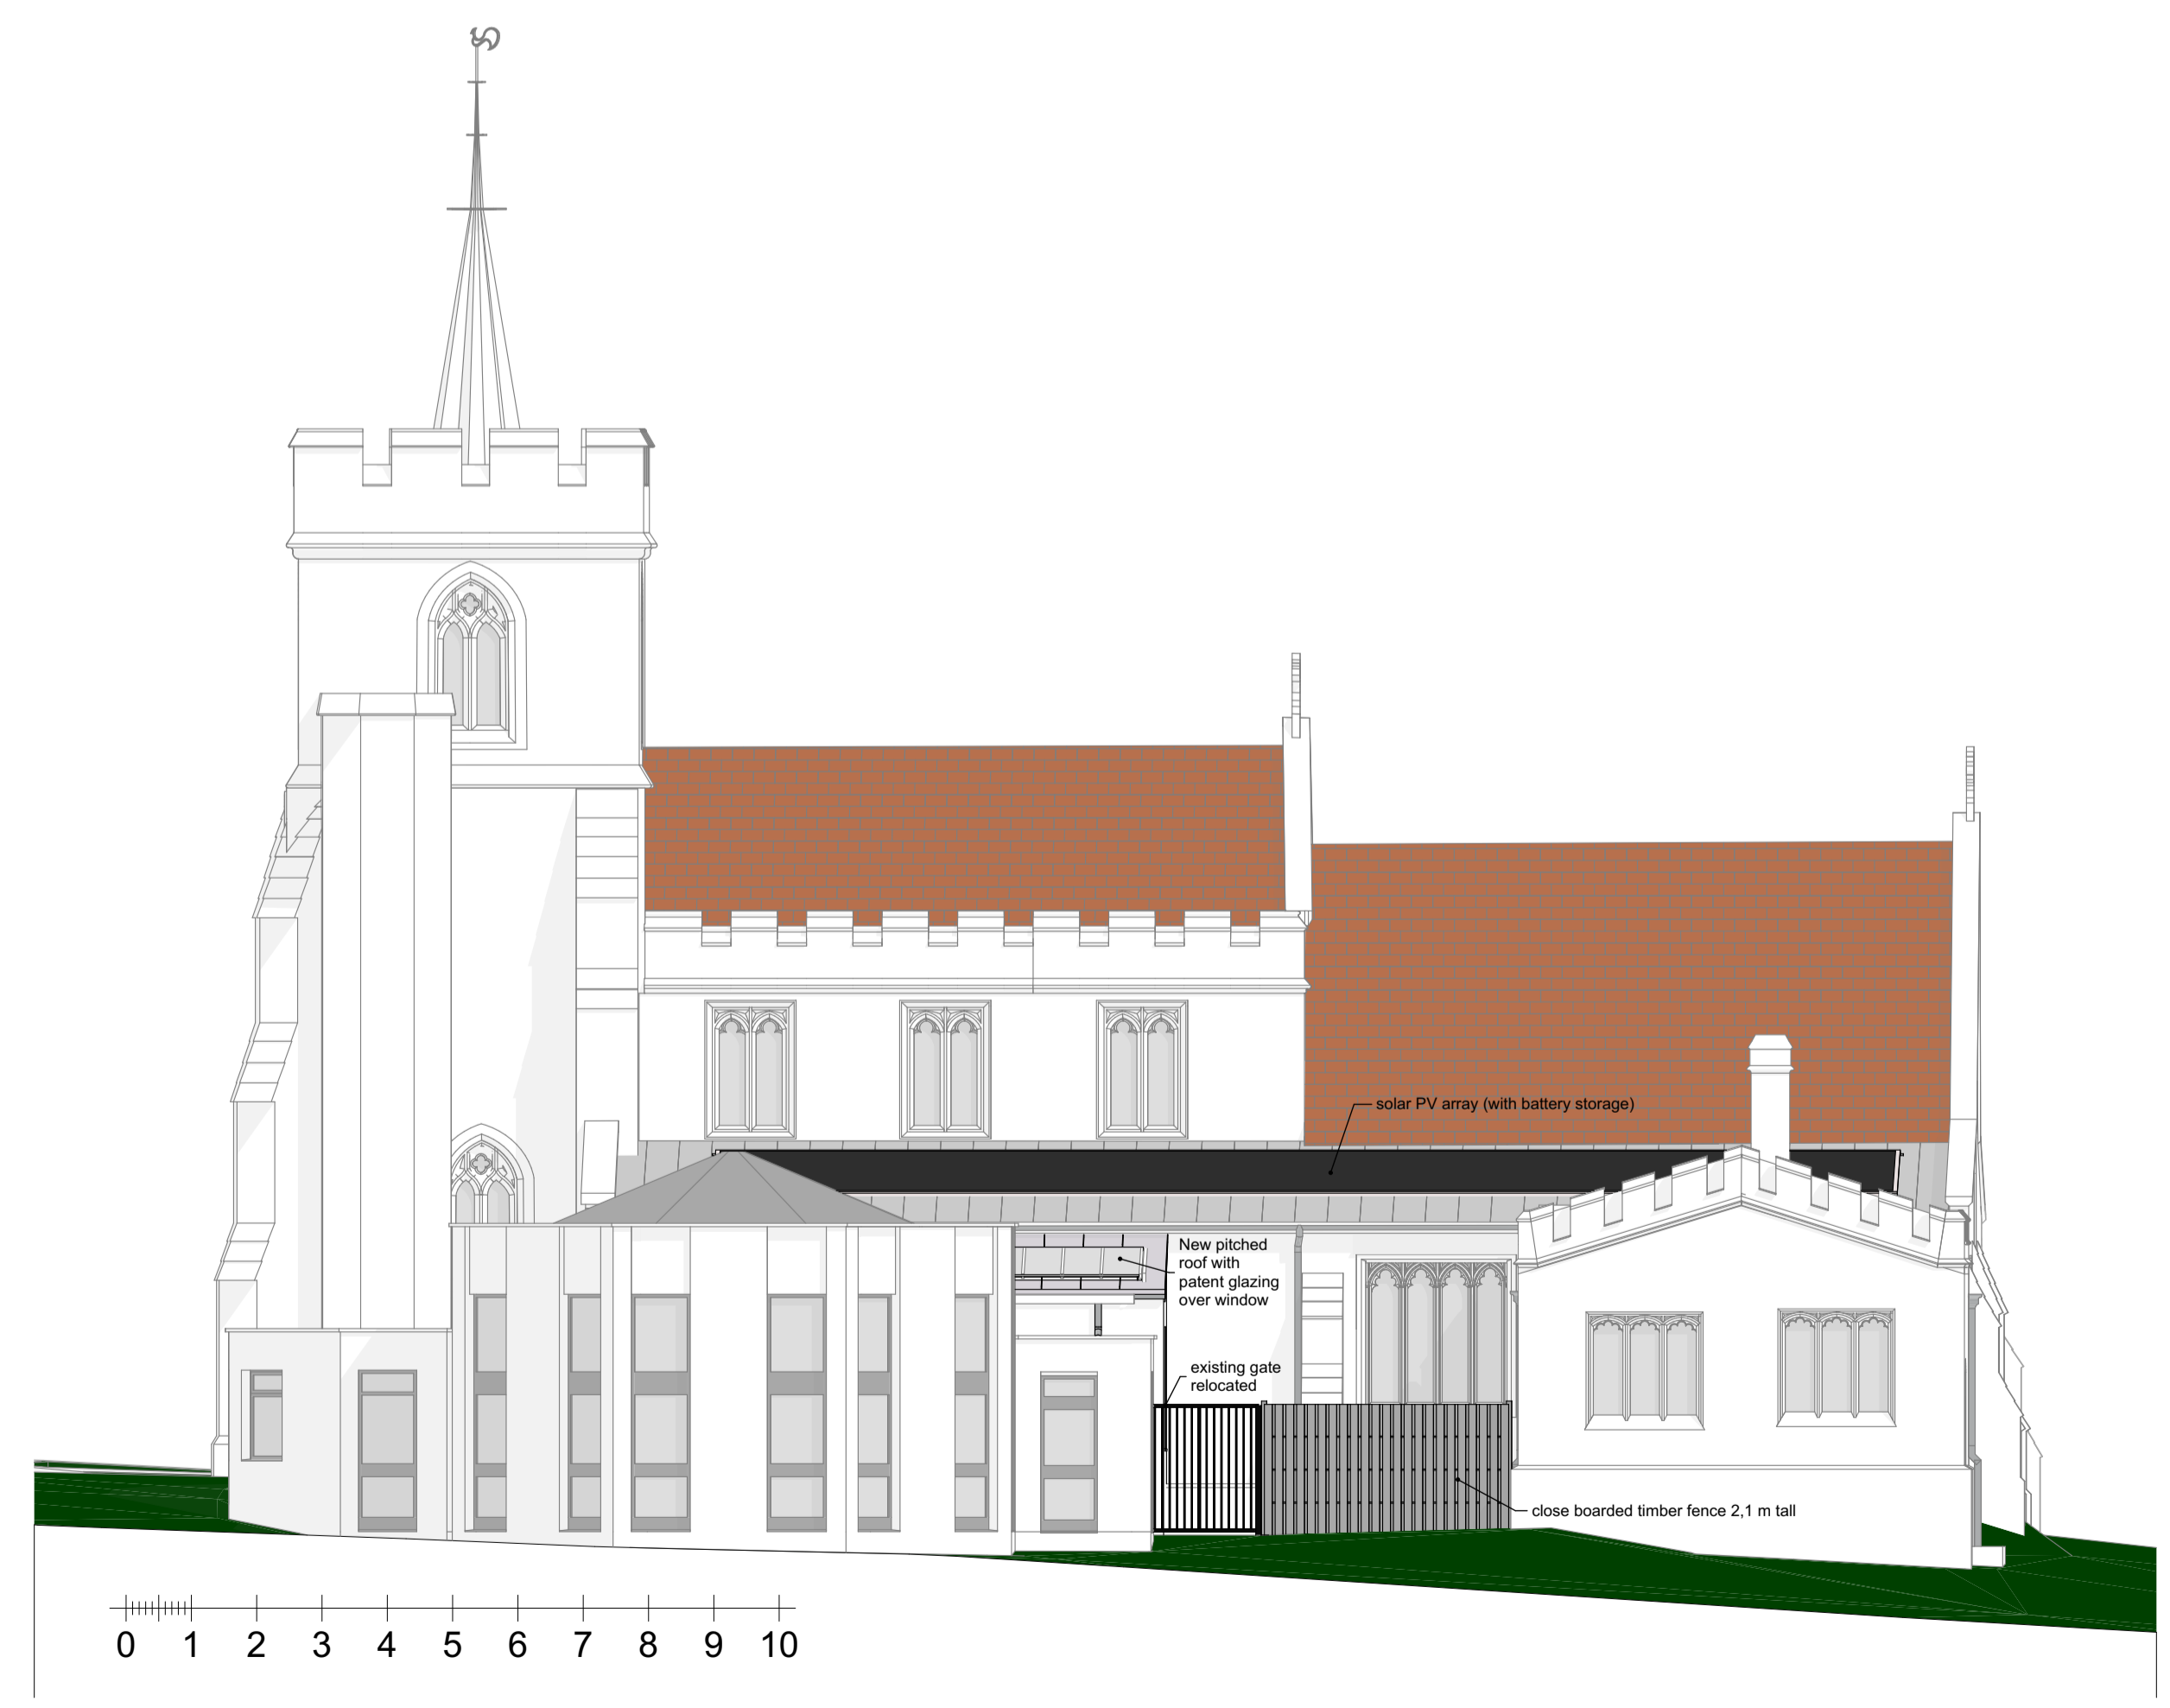 solar PV array (with battery storage)
New pitched
roof with
patent glazing
over window
existing gate
relocated
close boarded timber fence 2,1 m tall
0 1 2 3 4 5 6 7 8 9 10